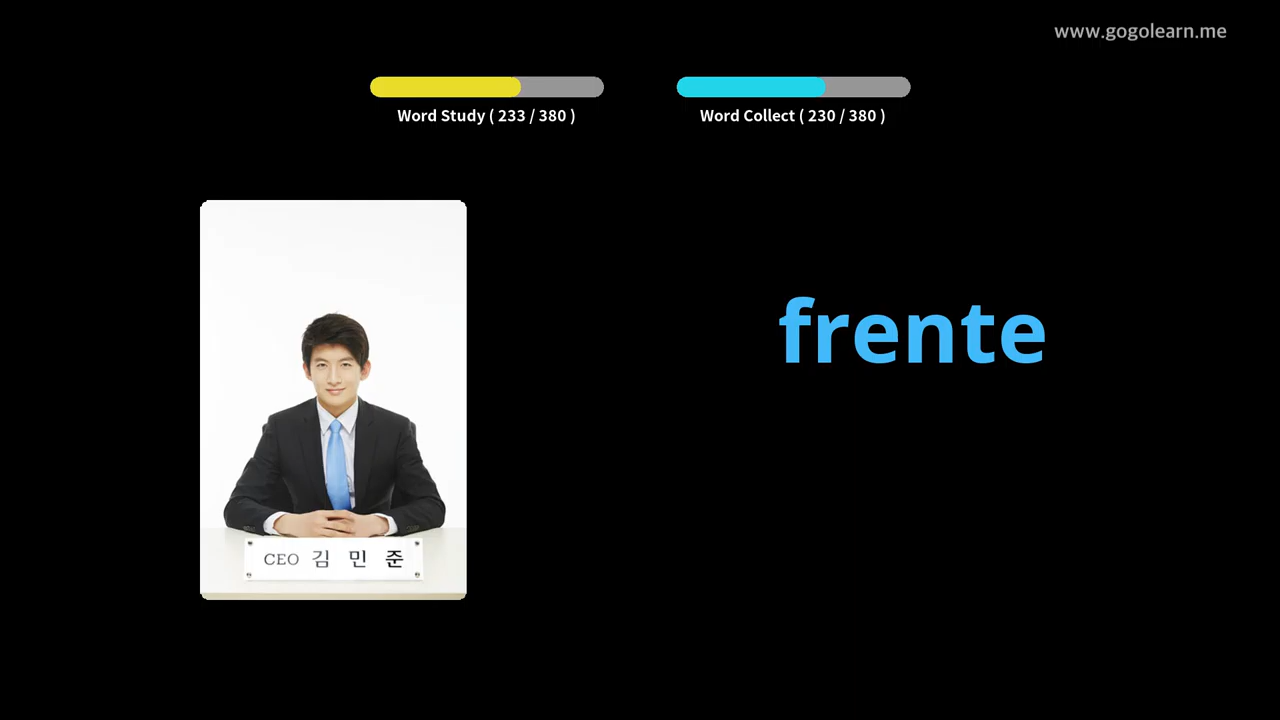 www.gogolearn.me
Word Study ( 233 / 380 )
Word Collect ( 230 / 380 )
frente
CEO 김 민 준